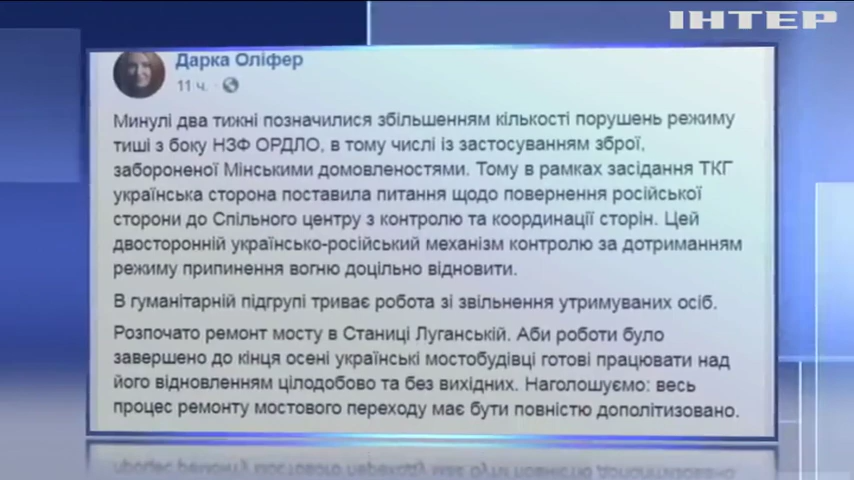 ІНТЕР
Дарка Оліфер
11 ч.
Минулі два тижні позначилися збільшенням кількості порушень режиму
тиші з боку НЗФ ОРДЛО, в тому числі із застосуванням зброї,
забороненої Мінськими домовленостями. Тому в рамках засідання ТКГ
українська сторона поставила питання щодо повернення російської
сторони до Спільного центру з контролю та координації сторін. Цей
двосторонній українсько-російський механізм контролю за дотриманням
режиму припинення вогню доцільно відновити.
В гуманітарній підгрупі триває робота зі звільнення утримуваних осіб.
Розпочато ремонт мосту в Станиці Луганській. Аби роботи було
завершено до кінця осені українські мостобудівці готові працювати над
його відновленням цілодобово та без вихідних. Наголошуємо: весь
процес ремонту мостового переходу має бути повністю дополітизовано.